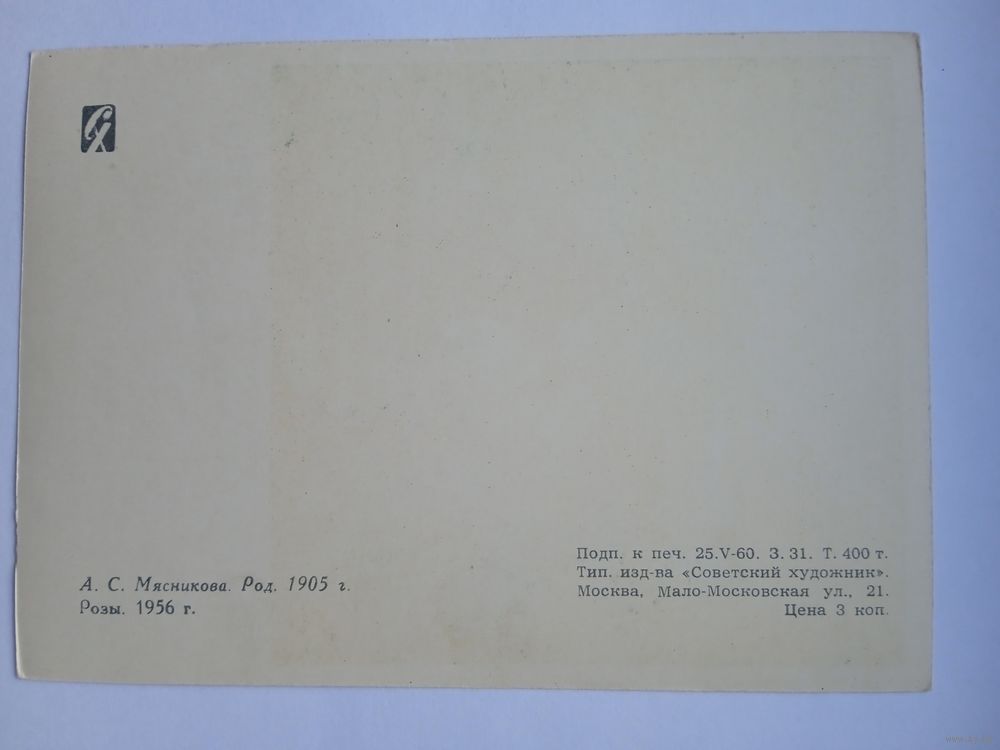 СХ
А. С. Мясникова. Род. 1905 г.
Розы. 1956 г.
Подп. к печ. 25.V-60. З. 31. Т. 400 т.
Тип. изд-ва «Советский художник».
Москва, Мало-Московская ул., 21.
Цена 3 коп.